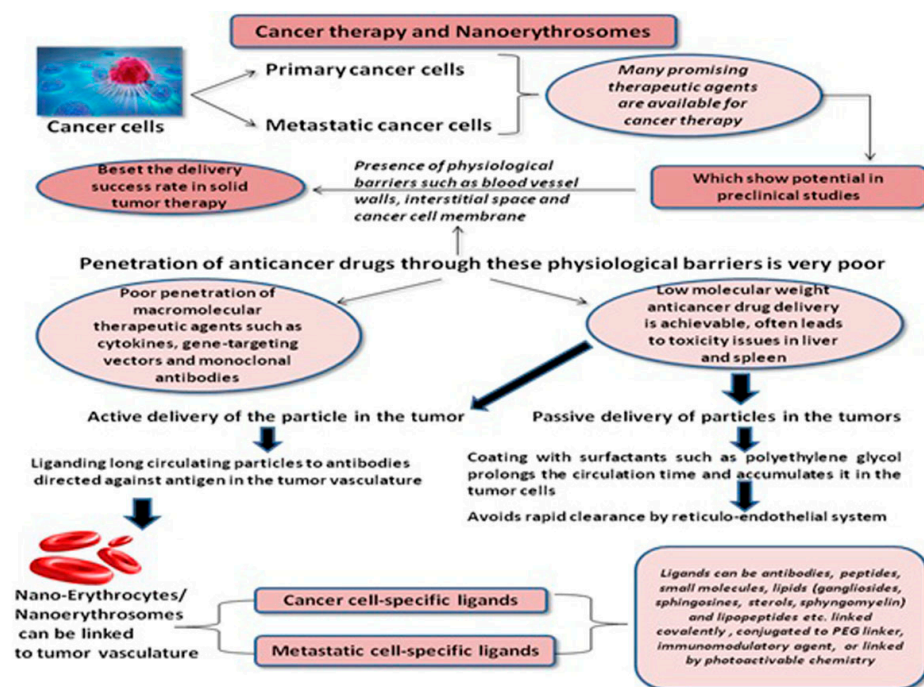 Cancer therapy and Nanoerythrosomes
Primary cancer cells
Cancer cells
Metastatic cancer cells
Many promising
therapeutic agents
are available for
cancer therapy
Beset the delivery
success rate in solid
tumor therapy
Presence of physiological
barriers such as blood vessel
walls, interstitial space and
cancer cell membrane
Which show potential in
preclinical studies
Penetration of anticancer drugs through these physiological barriers is very poor
Poor penetration of
macromolecular
therapeutic agents such as
cytokines, gene-targeting
vectors and monoclonal
antibodies
Low molecular weight
anticancer drug delivery
is achievable, often leads
to toxicity issues in liver
and spleen
Active delivery of the particle in the tumor
Passive delivery of particles in the tumors
Liganding long circulating particles to antibodies
directed against antigen in the tumor vasculature
Coating with surfactants such as polyethylene glycol
prolongs the circulation time and accumulates it in
the tumor cells
Avoids rapid clearance by reticulo-endothelial system
Nano-Erythrocytes/
Nanoerythrosomes
can be linked
to tumor vasculature
Cancer cell-specific ligands
Metastatic cell-specific ligands
Ligands can be antibodies, peptides,
small molecules, lipids (gangliosides,
sphingosines, sterols, sphyngomyelin)
and lipopeptides etc. linked
covalently , conjugated to PEG linker,
immunomodulatory agent, or linked
by photoactivable chemistry